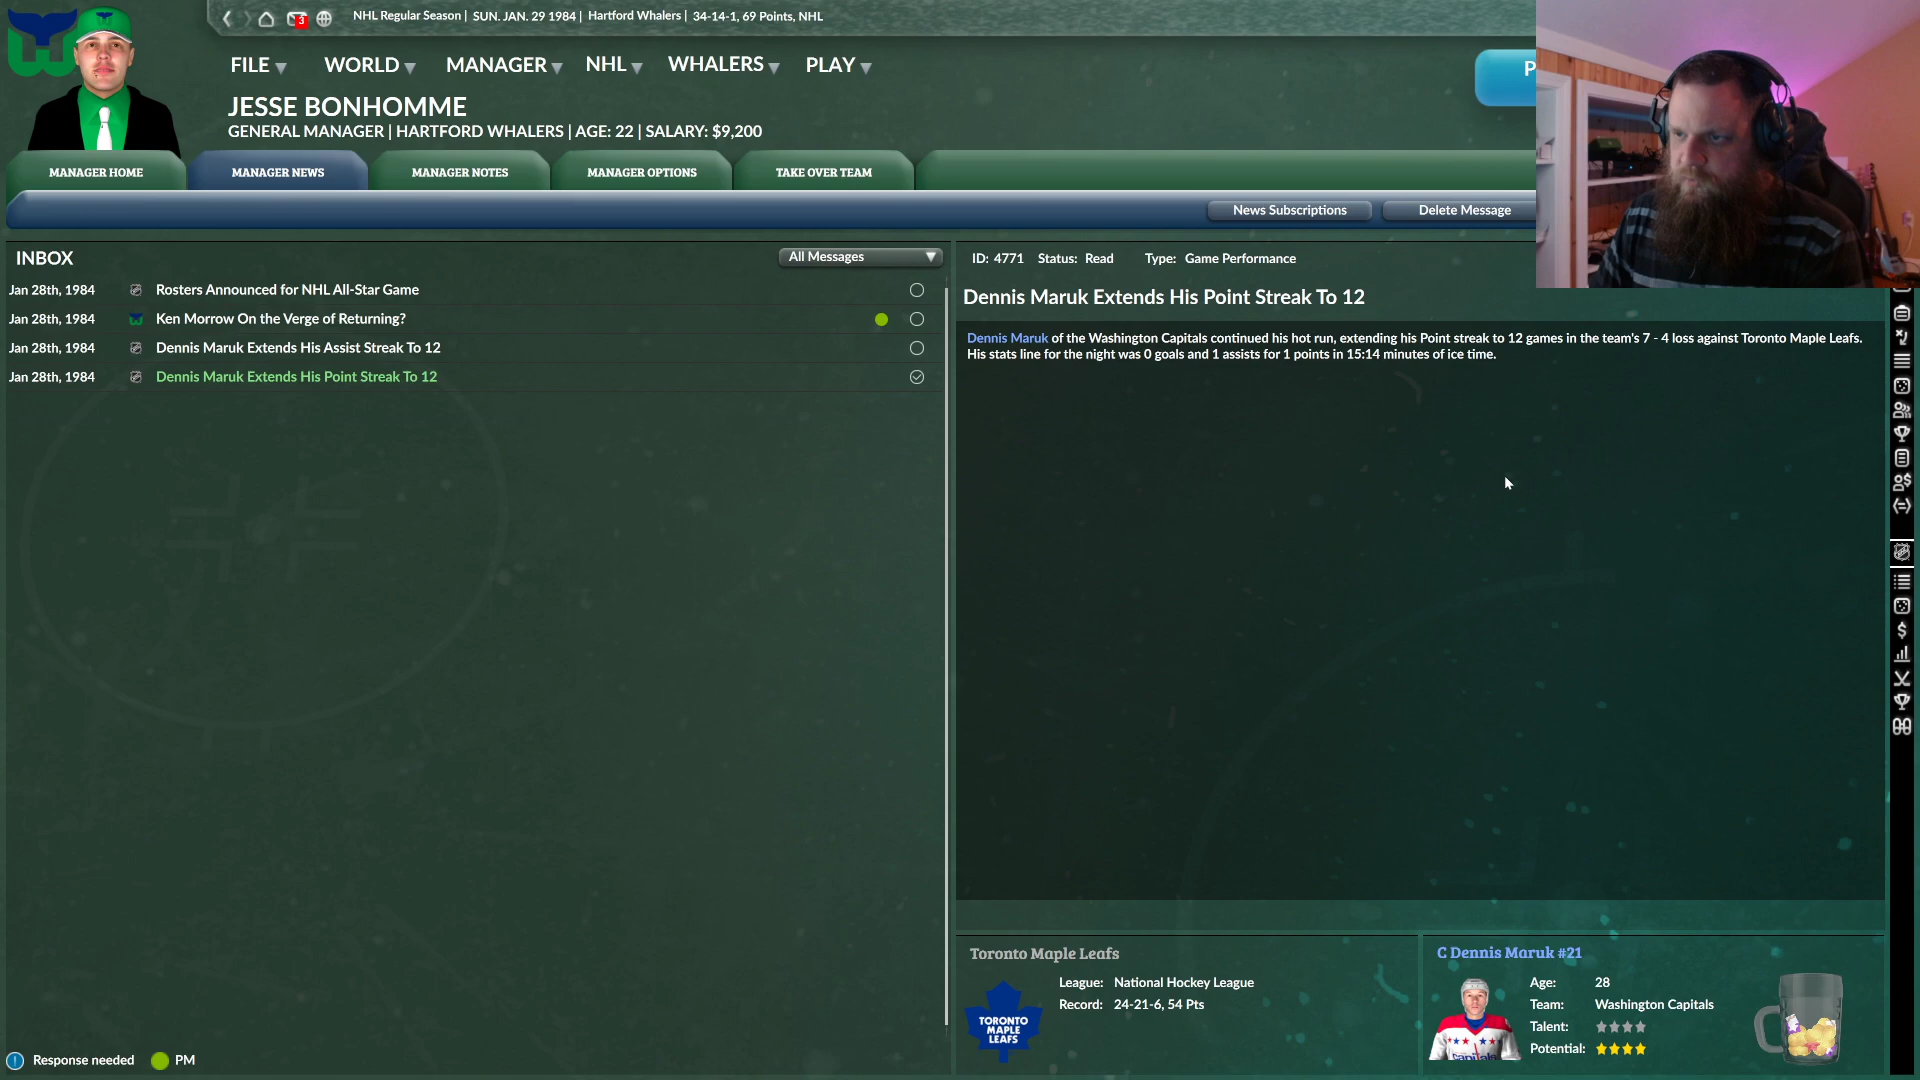 3
NHL Regular Season | SUN. JAN. 29 1984 | Hartford Whalers | 34-14-1, 69 Points, NHL
FILE WORLD MANAGER NHL WHALERS PLAY
JESSE BONHOMME
GENERAL MANAGER | HARTFORD WHALERS | AGE: 22 | SALARY: $9,200
MANAGER HOME MANAGER NEWS MANAGER NOTES MANAGER OPTIONS TAKE OVER TEAM
News Subscriptions Delete Message
INBOX All Messages
Jan 28th, 1984 Rosters Announced for NHL All-Star Game
Jan 28th, 1984 Ken Morrow On the Verge of Returning?
Jan 28th, 1984 Dennis Maruk Extends His Assist Streak To 12
Jan 28th, 1984 Dennis Maruk Extends His Point Streak To 12
ID: 4771 Status: Read Type: Game Performance
Dennis Maruk Extends His Point Streak To 12
Dennis Maruk of the Washington Capitals continued his hot run, extending his Point streak to 12 games in the team's 7 - 4 loss against Toronto Maple Leafs.
His stats line for the night was 0 goals and 1 assists for 1 points in 15:14 minutes of ice time.
Toronto Maple Leafs
League: National Hockey League
Record: 24-21-6, 54 Pts
TORONTO
MAPLE
LEAFS
C Dennis Maruk #21
Age: 28
Team: Washington Capitals
Talent:
Potential:
capitals
Response needed PM